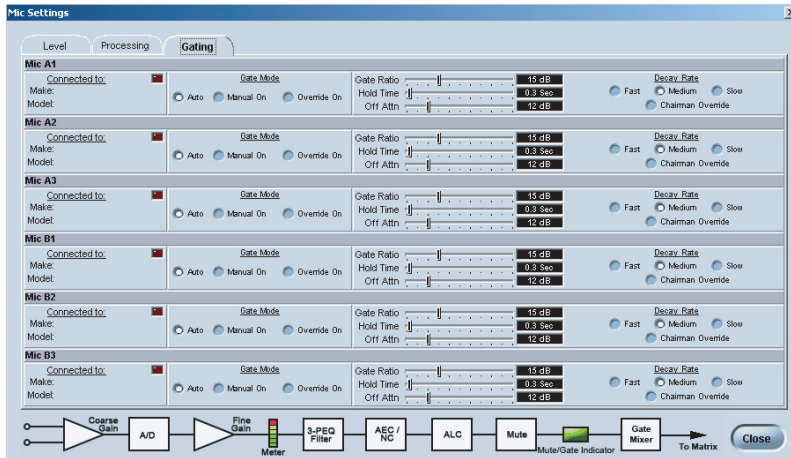 Mic Settings X
Level Processing Gating
Mic A1
Connected to: Gate Mode Gate Ratio 15 dB Decay Rate
Make: Auto Manual On Override On Hold Time 0.3 Sec Fast Medium Slow
Model: Off Attn 12 dB Chairman Override
Mic A2
Connected to: Gate Mode Gate Ratio 15 dB Decay Rate
Make: Auto Manual On Override On Hold Time 0.3 Sec Fast Medium Slow
Model: Off Attn 12 dB Chairman Override
Mic A3
Connected to: Gate Mode Gate Ratio 15 dB Decay Rate
Make: Auto Manual On Override On Hold Time 0.3 Sec Fast Medium Slow
Model: Off Attn 12 dB Chairman Override
Mic B1
Connected to: Gate Mode Gate Ratio 15 dB Decay Rate
Make: Auto Manual On Override On Hold Time 0.3 Sec Fast Medium Slow
Model: Off Attn 12 dB Chairman Override
Mic B2
Connected to: Gate Mode Gate Ratio 15 dB Decay Rate
Make: Auto Manual On Override On Hold Time 0.3 Sec Fast Medium Slow
Model: Off Attn 12 dB Chairman Override
Mic B3
Connected to: Gate Mode Gate Ratio 15 dB Decay Rate
Make: Auto Manual On Override On Hold Time 0.3 Sec Fast Medium Slow
Model: Off Attn 12 dB Chairman Override
Coarse
Gain
A/D
Fine
Gain
Meter
3-PEQ
Filter
AEC /
NC
ALC
Mute
Mute/Gate Indicator
Gate
Mixer
To Matrix
Close